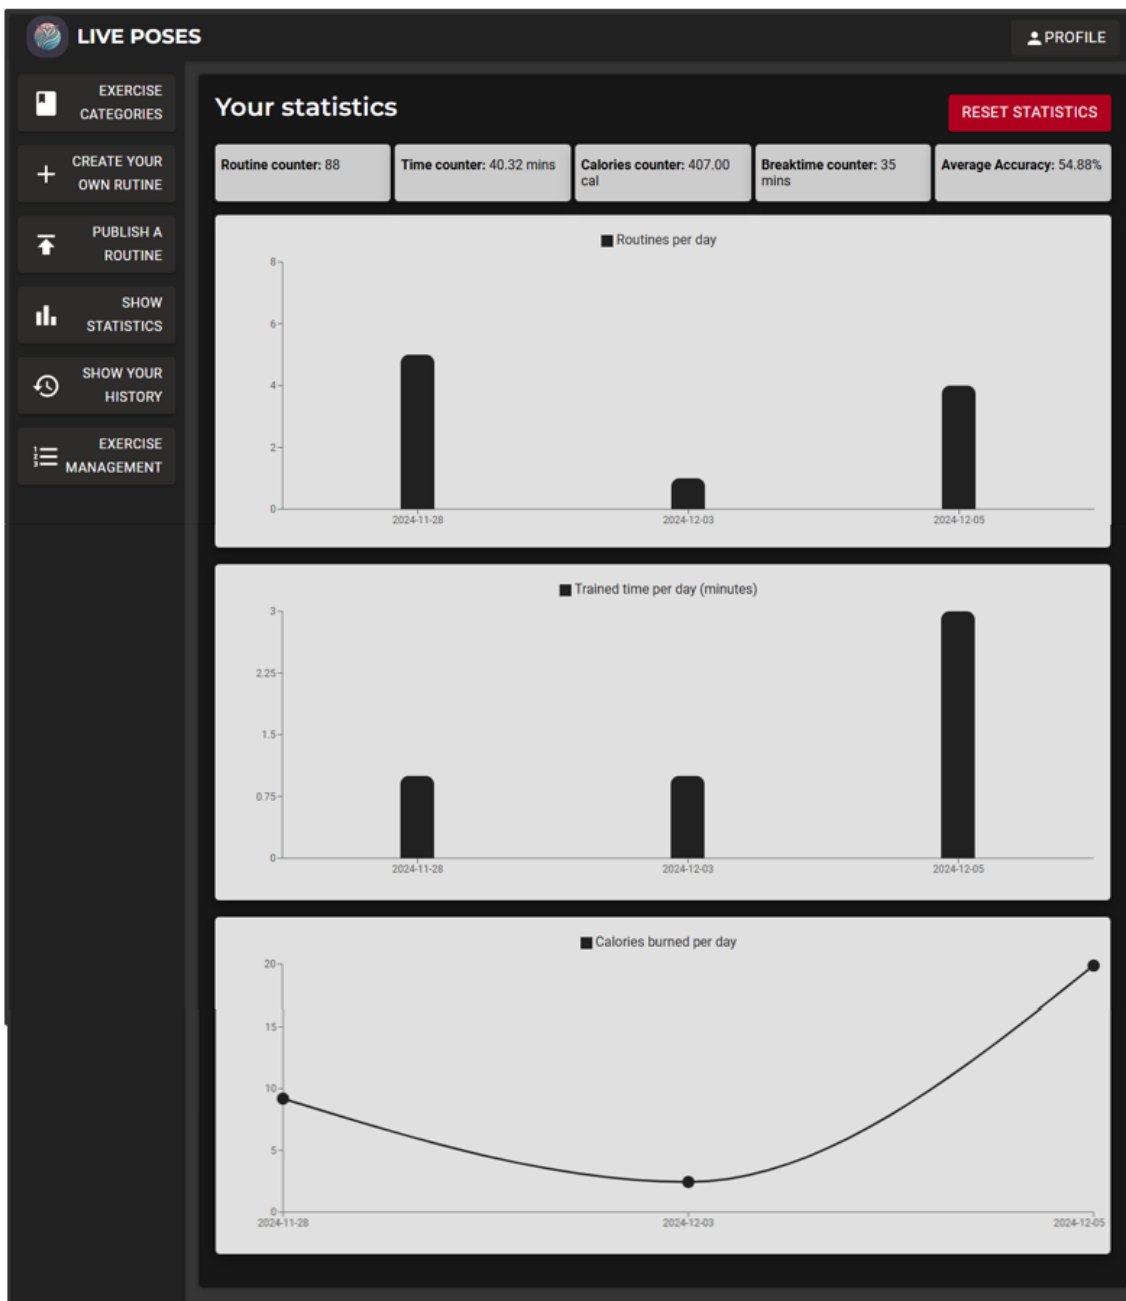 LIVE POSES
PROFILE
EXERCISE
CATEGORIES
CREATE YOUR
OWN RUTINE
PUBLISH A
ROUTINE
SHOW
STATISTICS
SHOW YOUR
HISTORY
EXERCISE
MANAGEMENT
Your statistics
RESET STATISTICS
Routine counter: 88
Time counter: 40.32 mins
Calories counter: 407.00
cal
Breaktime counter: 35
mins
Average Accuracy: 54.88%
Routines per day
8
6
4
2
0
2024-11-28
2024-12-03
2024-12-05
Trained time per day (minutes)
3
2.25
1.5
0.75
0
2024-11-28
2024-12-03
2024-12-05
Calories burned per day
20
15
10
5
0
2024-11-28
2024-12-03
2024-12-05